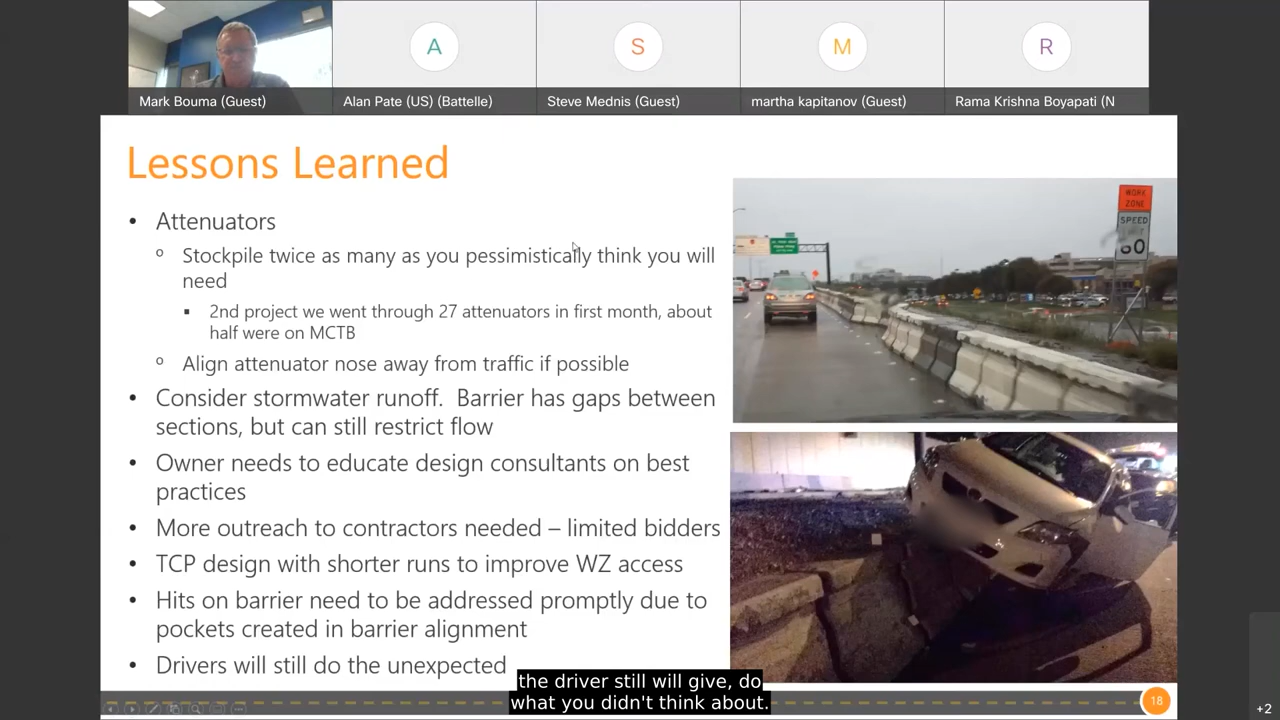 A
S
M
R
Mark Bouma (Guest)
Alan Pate (US) (Battelle)
Steve Mednis (Guest)
martha kapitanov (Guest)
Rama Krishna Boyapati (N
Lessons Learned
• Attenuators
o Stockpile twice as many as you pessimistically think you will
need
▪ 2nd project we went through 27 attenuators in first month, about
half were on MCTB
o Align attenuator nose away from traffic if possible
• Consider stormwater runoff.  Barrier has gaps between
sections, but can still restrict flow
• Owner needs to educate design consultants on best
practices
• More outreach to contractors needed – limited bidders
• TCP design with shorter runs to improve WZ access
• Hits on barrier need to be addressed promptly due to
pockets created in barrier alignment
• Drivers will still do the unexpected
WORK
ZONE
SPEED
60
the driver still will give, do
what you didn't think about.
18
+2